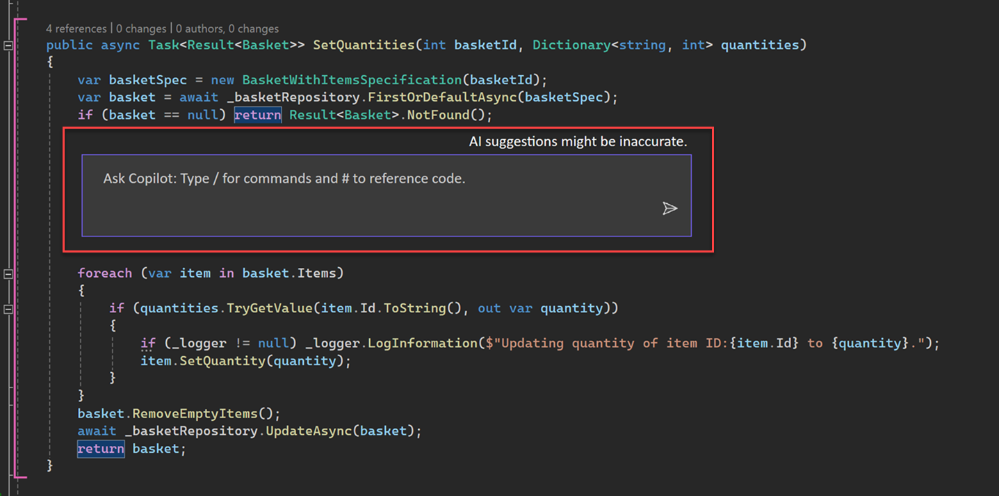 4 references | 0 changes | 0 authors, 0 changes
public async Task<Result<Basket>> SetQuantities(int basketId, Dictionary<string, int> quantities)
{
var basketSpec = new BasketWithItemsSpecification(basketId);
var basket = await _basketRepository.FirstOrDefaultAsync(basketSpec);
if (basket == null) return Result<Basket>.NotFound();
AI suggestions might be inaccurate.
Ask Copilot: Type / for commands and # to reference code.
foreach (var item in basket.Items)
{
if (quantities.TryGetValue(item.Id.ToString(), out var quantity))
{
if (_logger != null) _logger.LogInformation($"Updating quantity of item ID:{item.Id} to {quantity}.");
item.SetQuantity(quantity);
}
}
basket.RemoveEmptyItems();
await _basketRepository.UpdateAsync(basket);
return basket;
}